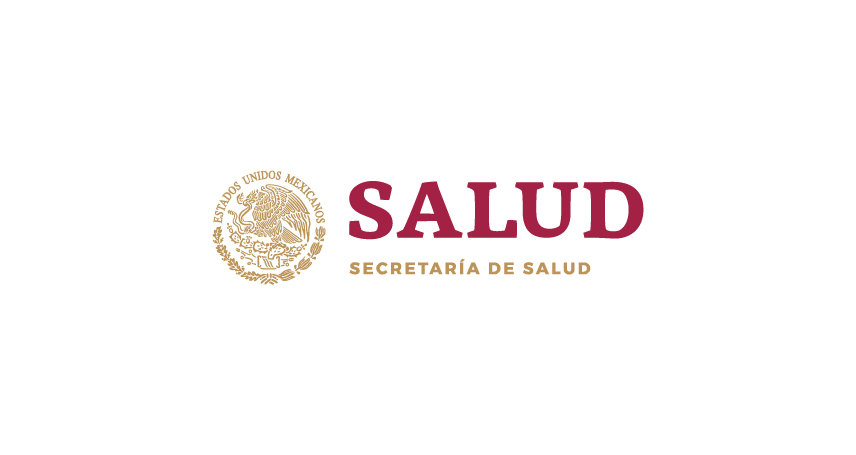 ESTADOS UNIDOS MEXICANOS
SALUD
SECRETARÍA DE SALUD